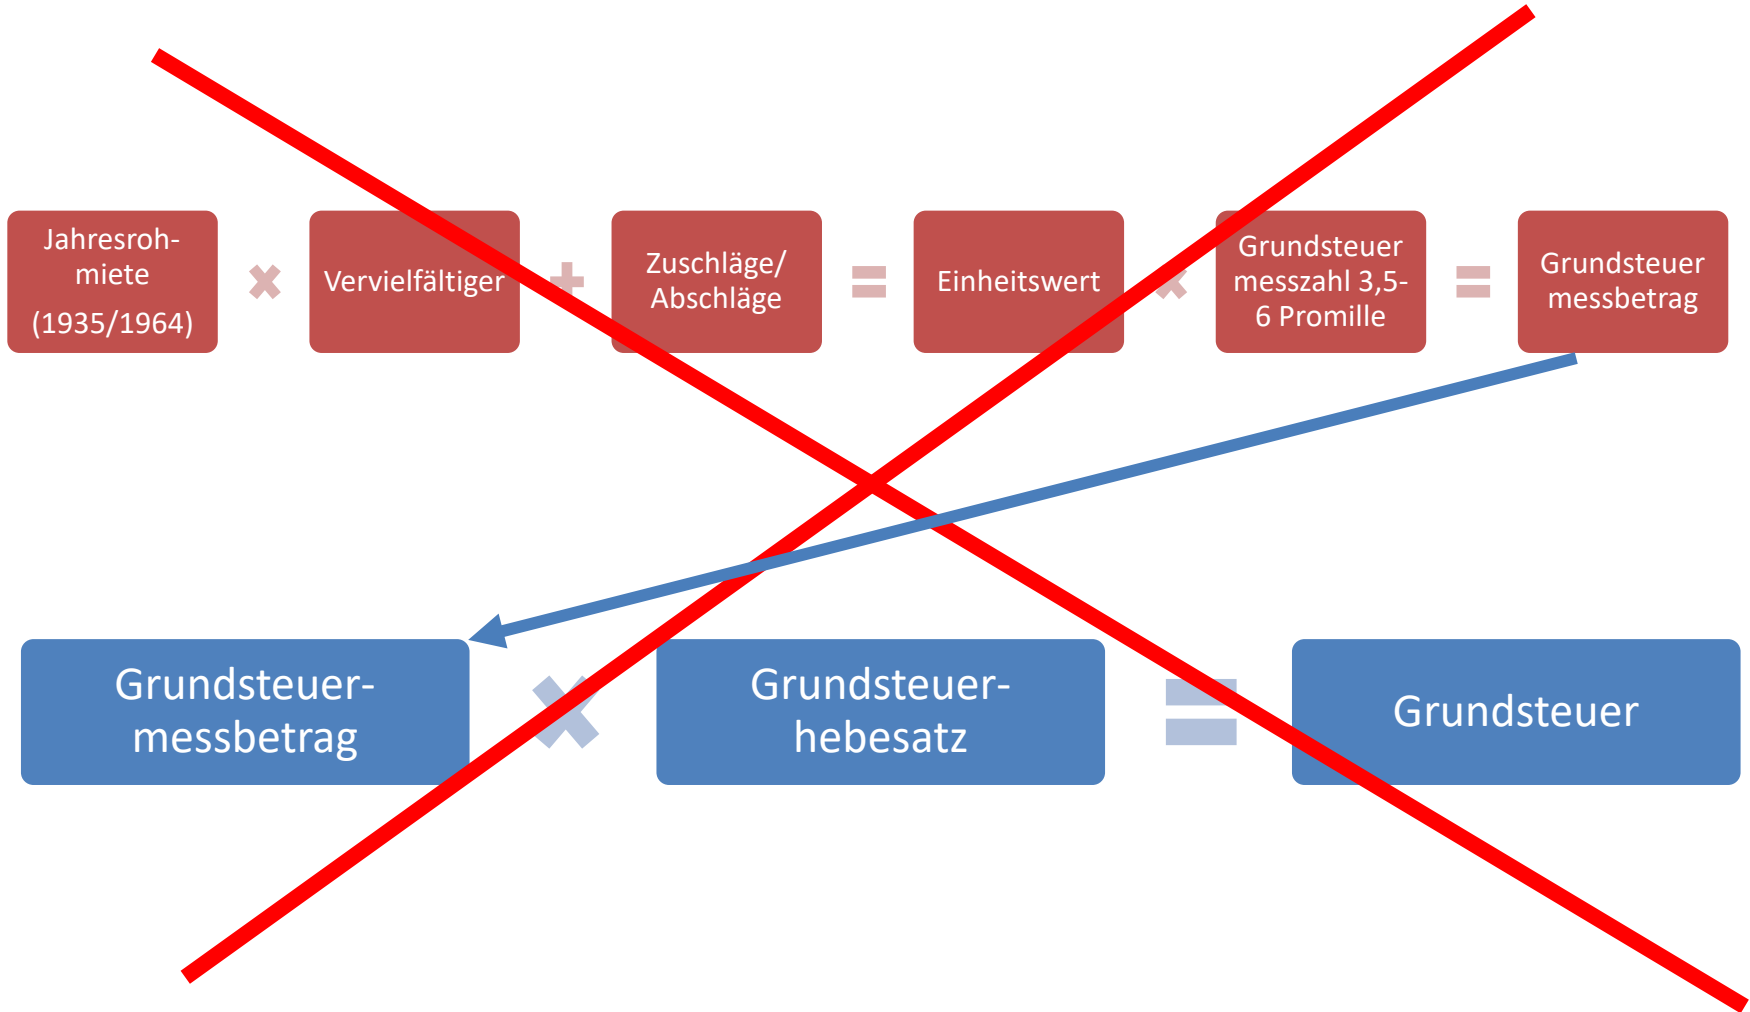 Jahresroh-
miete
(1935/1964)
Vervielfältiger
Zuschläge/
Abschläge
Einheitswert
Grundsteuer
messzahl 3,5-
6 Promille
Grundsteuer
messbetrag
Grundsteuer-
messbetrag
Grundsteuer-
hebesatz
Grundsteuer